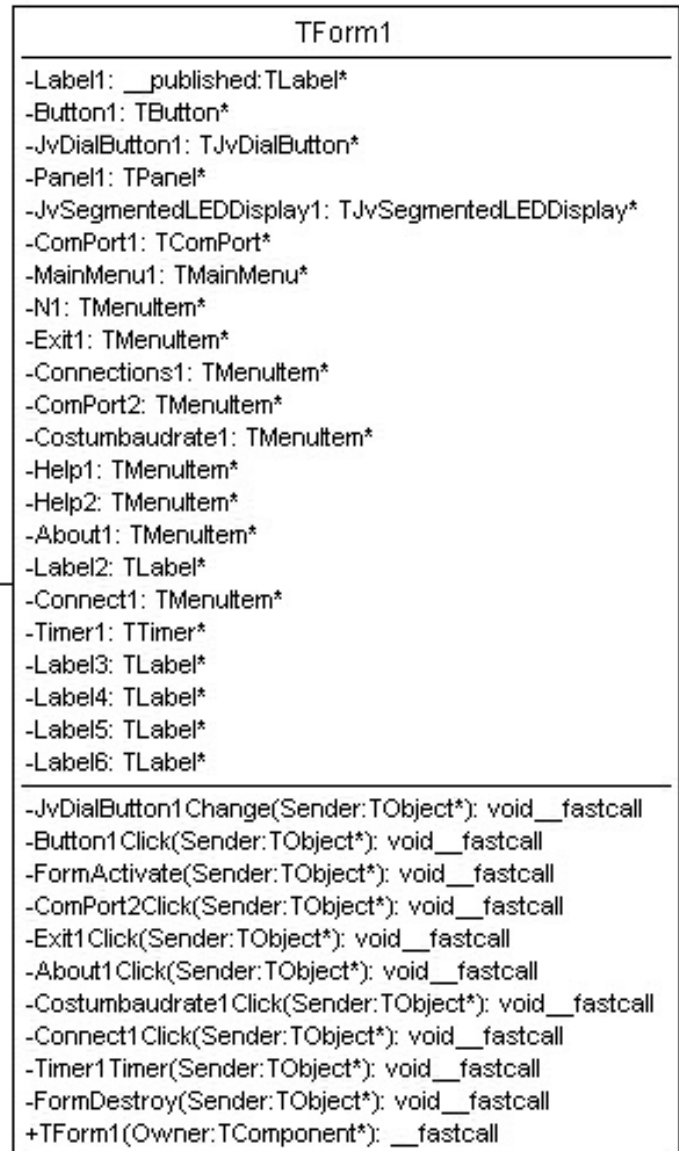 TForm1
-Label1: __published:TLabel*
-Button1: TButton*
-JvDialButton1: TJvDialButton*
-Panel1: TPanel*
-JvSegmentedLEDDisplay1: TJvSegmentedLEDDisplay*
-ComPort1: TComPort*
-MainMenu1: TMainMenu*
-N1: TMenuItem*
-Exit1: TMenuItem*
-Connections1: TMenuItem*
-ComPort2: TMenuItem*
-Costumbaudrate1: TMenuItem*
-Help1: TMenuItem*
-Help2: TMenuItem*
-About1: TMenuItem*
-Label2: TLabel*
-Connect1: TMenuItem*
-Timer1: TTimer*
-Label3: TLabel*
-Label4: TLabel*
-Label5: TLabel*
-Label6: TLabel*
-JvDialButton1Change(Sender:TObject*): void__fastcall
-Button1Click(Sender:TObject*): void__fastcall
-FormActivate(Sender:TObject*): void__fastcall
-ComPort2Click(Sender:TObject*): void__fastcall
-Exit1Click(Sender:TObject*): void__fastcall
-About1Click(Sender:TObject*): void__fastcall
-Costumbaudrate1Click(Sender:TObject*): void__fastcall
-Connect1Click(Sender:TObject*): void__fastcall
-Timer1Timer(Sender:TObject*): void__fastcall
-FormDestroy(Sender:TObject*): void__fastcall
+TForm1(Owner:TComponent*): __fastcall